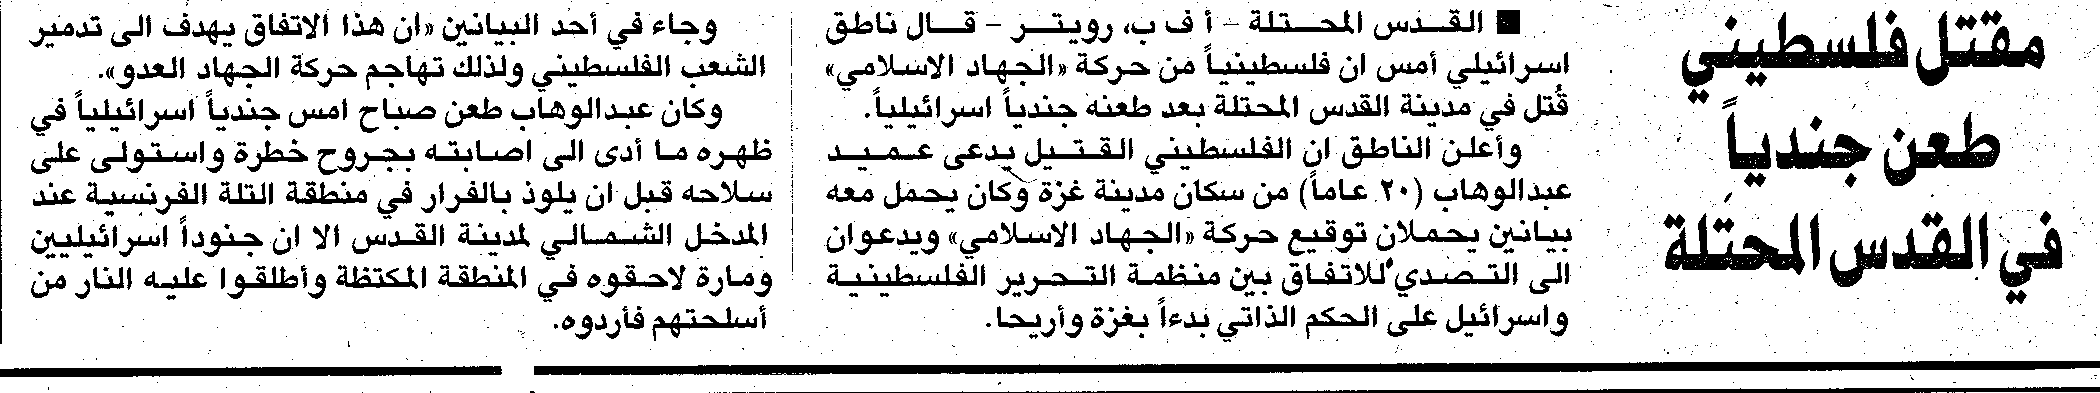 مقتل فلسطيني
طعن جندياً
في القدس المحتلة
■ القدس المحتلة - أ ف ب، رويتر - قال ناطق
اسرائيلي أمس ان فلسطينياً من حركة «الجهاد الاسلامي»
قُتل في مدينة القدس المحتلة بعد طعنه جندياً اسرائيلياً.
وأعلن الناطق ان الفلسطيني القتيل يدعى عميد
عبدالوهاب (٢٠ عاماً) من سكان مدينة غزة وكان يحمل معه
بيانين يحملان توقيع حركة «الجهاد الاسلامي» ويدعوان
الى التصدي للاتفاق بين منظمة التحرير الفلسطينية
واسرائيل على الحكم الذاتي بدءاً بغزة وأريحا.
وجاء في أحد البيانين «ان هذا الاتفاق يهدف الى تدمير
الشعب الفلسطيني ولذلك تهاجم حركة الجهاد العدو».
وكان عبدالوهاب طعن صباح امس جندياً اسرائيلياً في
ظهره ما أدى الى اصابته بجروح خطرة واستولى على
سلاحه قبل ان يلوذ بالفرار في منطقة التلة الفرنسية عند
المدخل الشمالي لمدينة القدس الا ان جنوداً اسرائيليين
ومارة لاحقوه في المنطقة المكتظة وأطلقوا عليه النار من
أسلحتهم فأردوه.